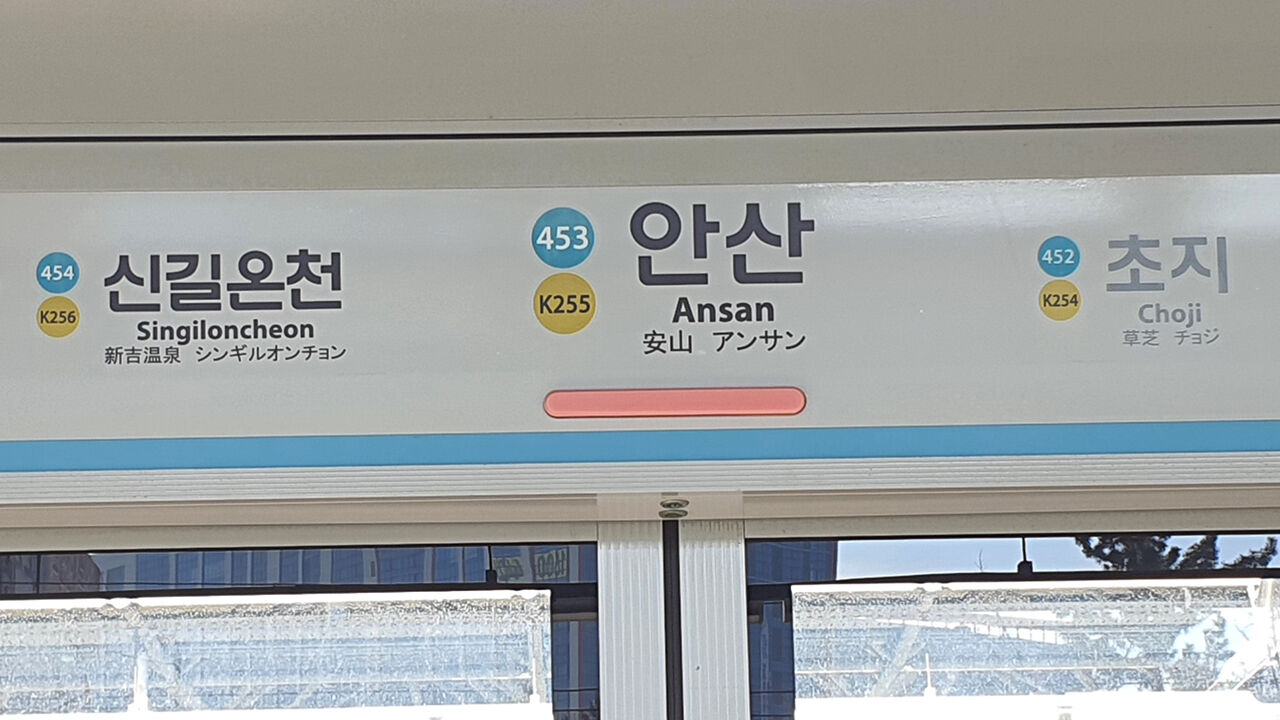 454
K256
신길온천
Singiloncheon
新吉温泉 シンギルオンチョン
453
K255
안산
Ansan
安山 アンサン
452
K254
초지
Choji
草芝 チョジ